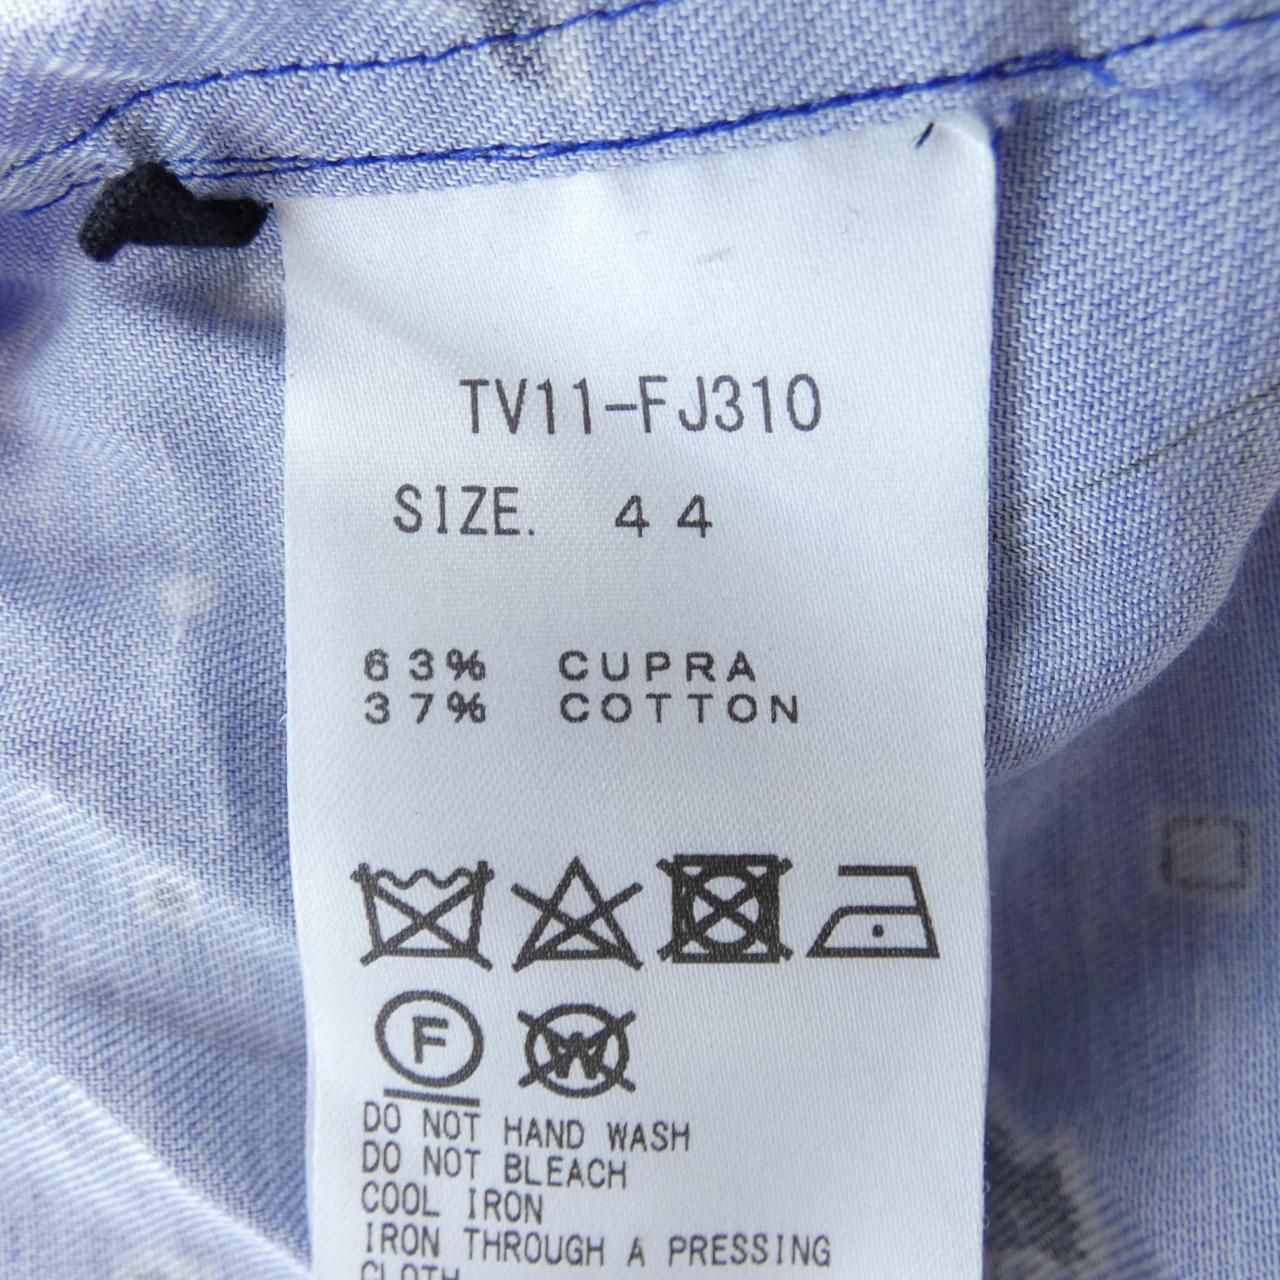 TV11-FJ310
SIZE. 44
63% CUPRA
37% COTTON
F
W
DO NOT HAND WASH
DO NOT BLEACH
COOL IRON
IRON THROUGH A PRESSING
CLOTH